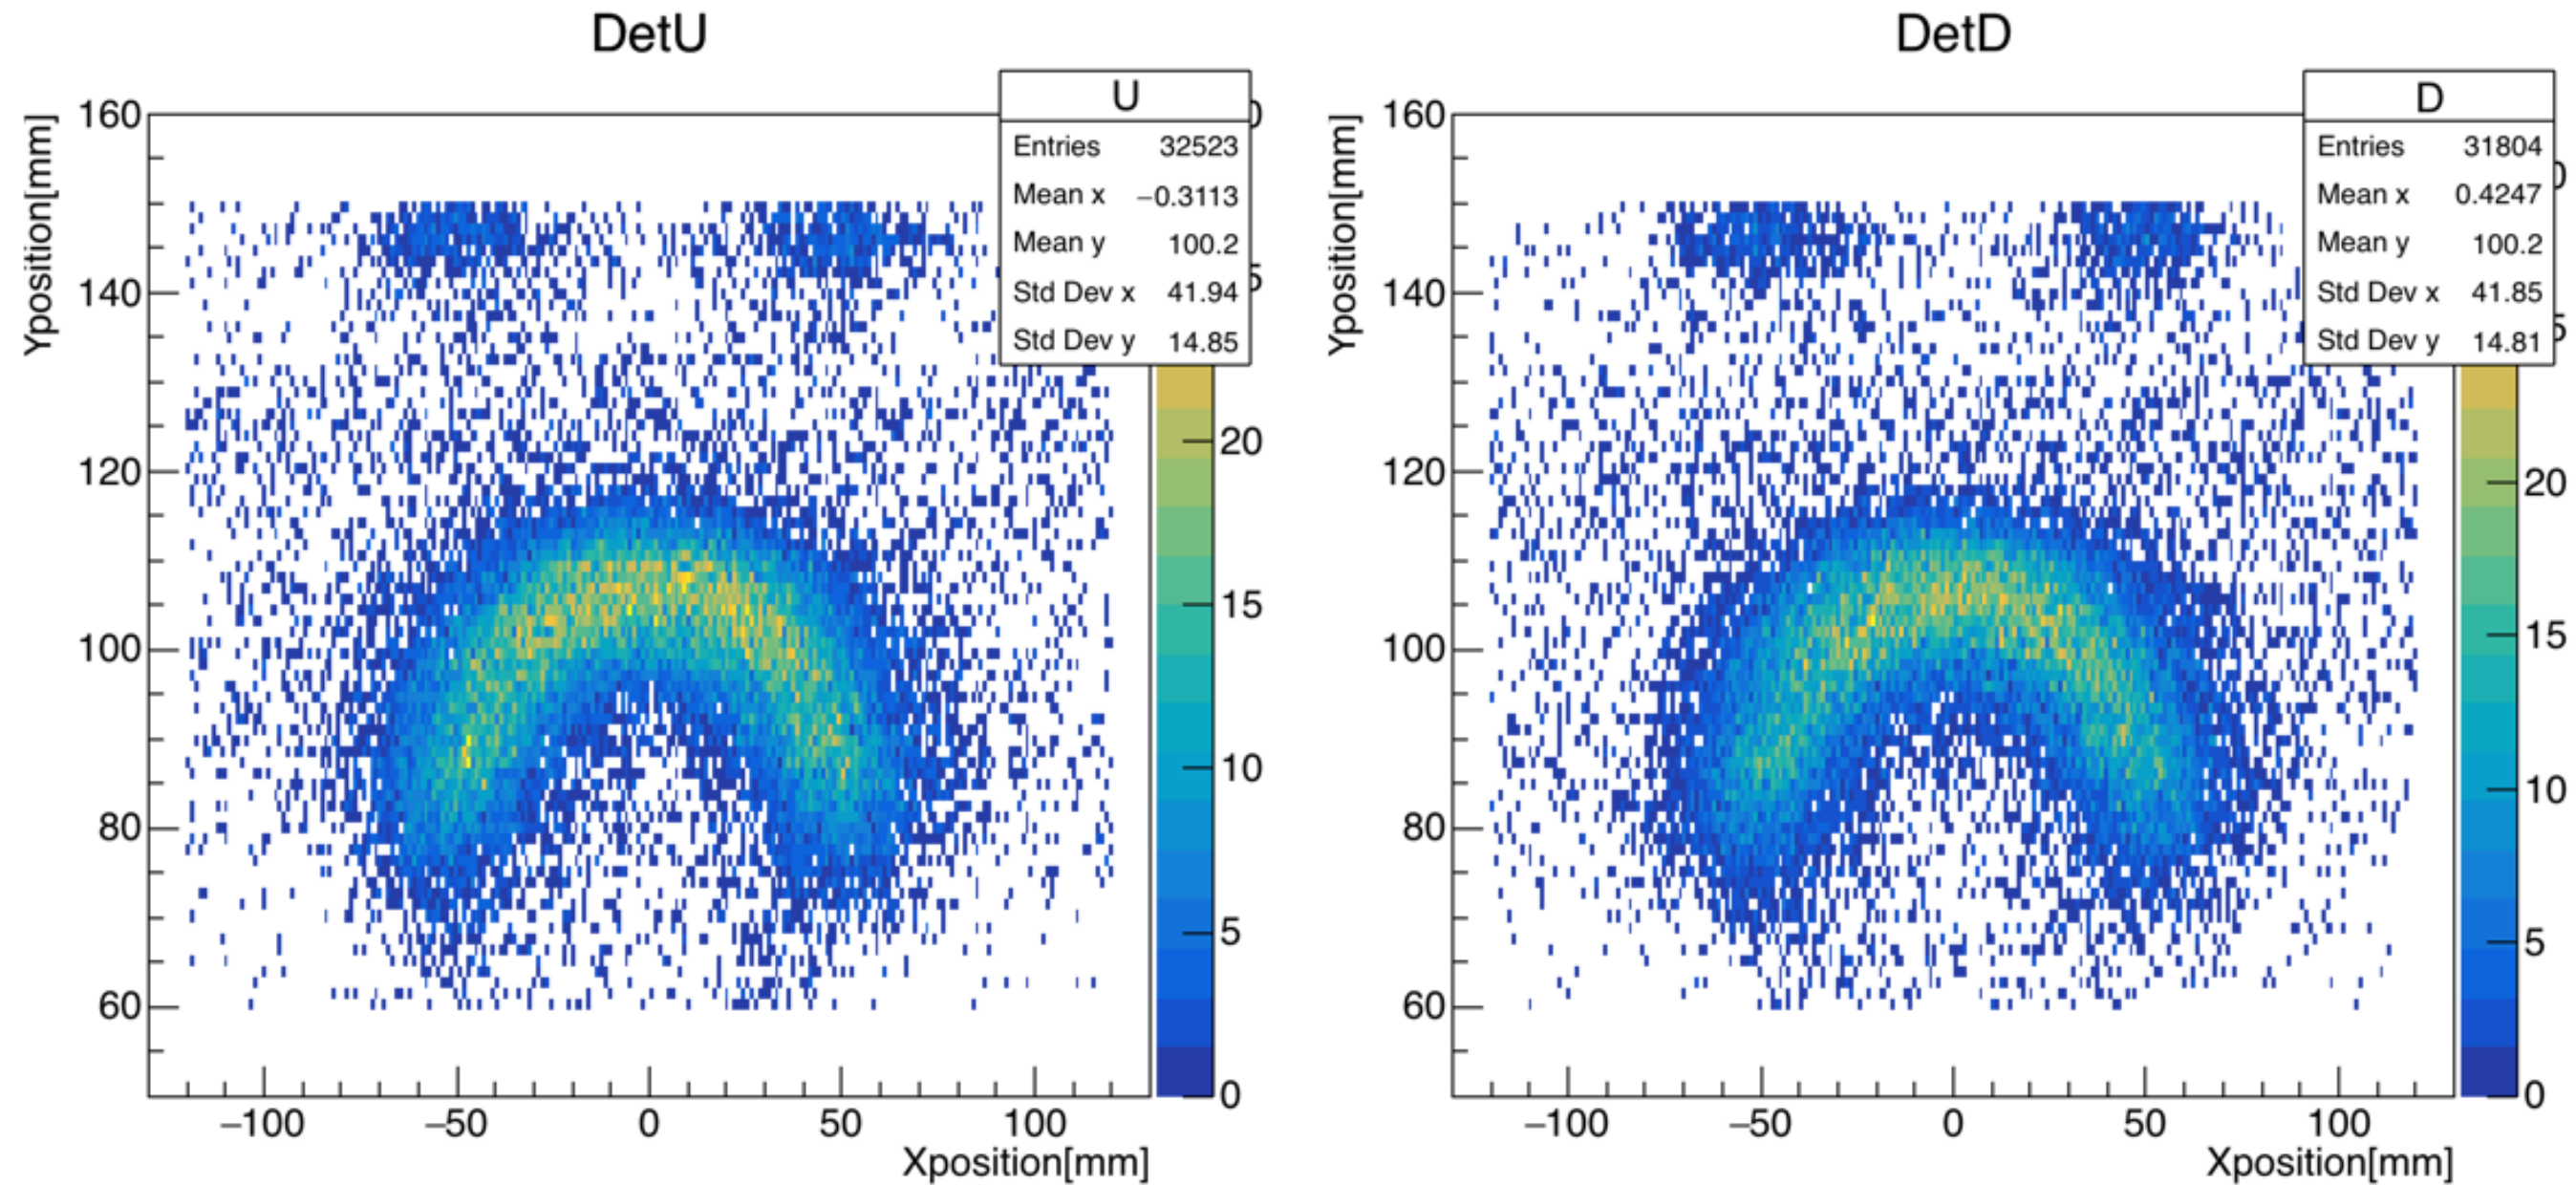 DetU
U
Entries 32523
Mean x −0.3113
Mean y 100.2
Std Dev x 41.94
Std Dev y 14.85
Yposition[mm]
160
140
120
100
80
60
−100 −50 0 50 100
Xposition[mm]
20
15
10
5
0
DetD
D
Entries 31804
Mean x 0.4247
Mean y 100.2
Std Dev x 41.85
Std Dev y 14.81
Yposition[mm]
160
140
120
100
80
60
−100 −50 0 50 100
Xposition[mm]
20
15
10
5
0